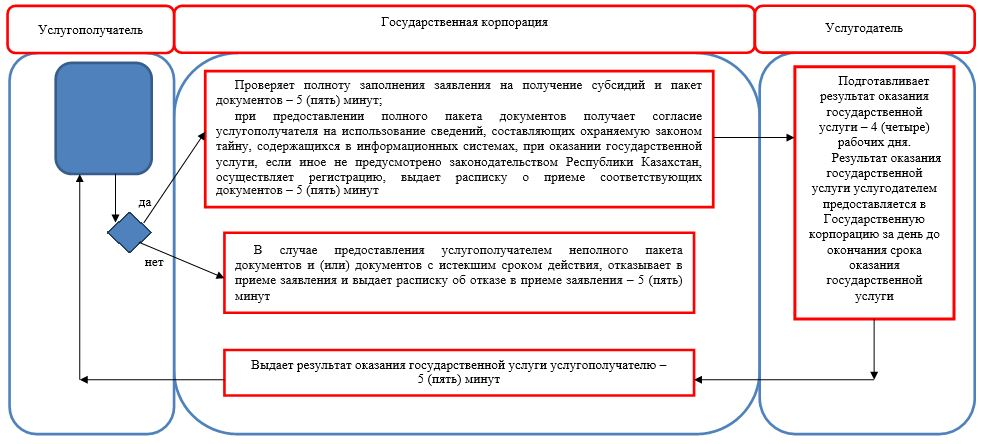 Услугополучатель
Государственная корпорация
Услугодатель
Проверяет полноту заполнения заявления на получение субсидий и пакет
документов – 5 (пять) минут;
при предоставлении полного пакета документов получает согласие
услугополучателя на использование сведений, составляющих охраняемую законом
тайну, содержащихся в информационных системах, при оказании государственной
услуги, если иное не предусмотрено законодательством Республики Казахстан,
осуществляет регистрацию, выдает расписку о приеме соответствующих
документов – 5 (пять) минут
Подготавливает
результат оказания
государственной
услуги – 4 (четыре)
рабочих дня.
Результат оказания
государственной
услуги услугодателем
предоставляется в
Государственную
корпорацию за день до
окончания срока
оказания
государственной
услуги
да
нет
В случае предоставления услугополучателем неполного пакета
документов и (или) документов с истекшим сроком действия, отказывает в
приеме заявления и выдает расписку об отказе в приеме заявления – 5 (пять)
минут
Выдает результат оказания государственной услуги услугополучателю –
5 (пять) минут